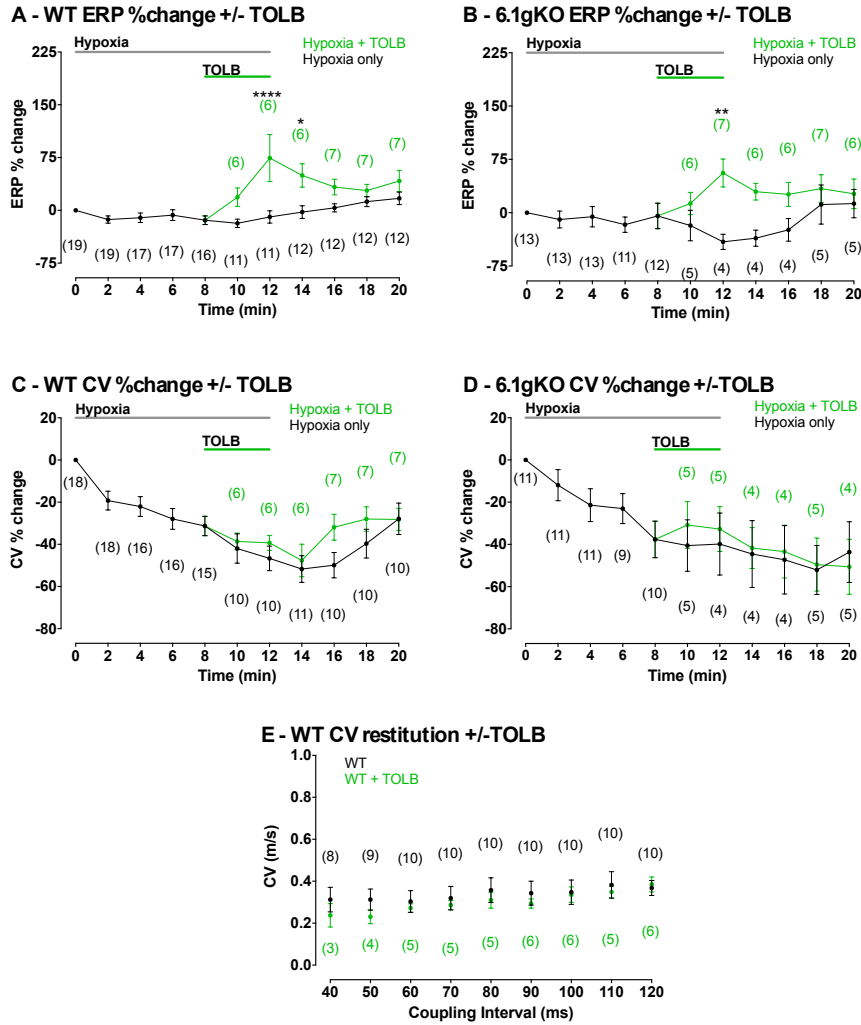 A - WT ERP %change +/- TOLB
225
150
75
0
-75
ERP % change
Hypoxia
Hypoxia + TOLB
Hypoxia only
TOLB
****
*
(6)
(6)
(6)
(7)
(7)
(7)
(19)
(19)
(17)
(17)
(16)
(11)
(11)
(12)
(12)
(12)
(12)
0 2 4 6 8 10 12 14 16 18 20
Time (min)
B - 6.1gKO ERP %change +/- TOLB
225
150
75
0
-75
ERP % change
Hypoxia
Hypoxia + TOLB
Hypoxia only
TOLB
**
(6)
(7)
(6)
(6)
(7)
(6)
(13)
(13)
(13)
(11)
(12)
(5)
(4)
(4)
(4)
(5)
(5)
0 2 4 6 8 10 12 14 16 18 20
Time (min)
C - WT CV %change +/- TOLB
20
0
-20
-40
-60
-80
CV % change
Hypoxia
Hypoxia + TOLB
Hypoxia only
TOLB
(6)
(6)
(6)
(7)
(7)
(7)
(18)
(18)
(16)
(16)
(15)
(10)
(10)
(11)
(10)
(10)
(10)
0 2 4 6 8 10 12 14 16 18 20
Time (min)
D - 6.1gKO CV %change +/-TOLB
20
0
-20
-40
-60
-80
CV % change
Hypoxia
Hypoxia + TOLB
Hypoxia only
TOLB
(5)
(5)
(4)
(4)
(5)
(4)
(11)
(11)
(11)
(9)
(10)
(5)
(4)
(4)
(4)
(5)
(5)
0 2 4 6 8 10 12 14 16 18 20
Time (min)
E - WT CV restitution +/-TOLB
1.0
0.8
0.6
0.4
0.2
0.0
CV (m/s)
WT
WT + TOLB
(8) (9) (10) (10) (10) (10) (10) (10) (10)
(3) (4) (5) (5) (5) (6) (6) (5) (6)
40 50 60 70 80 90 100 110 120
Coupling Interval (ms)